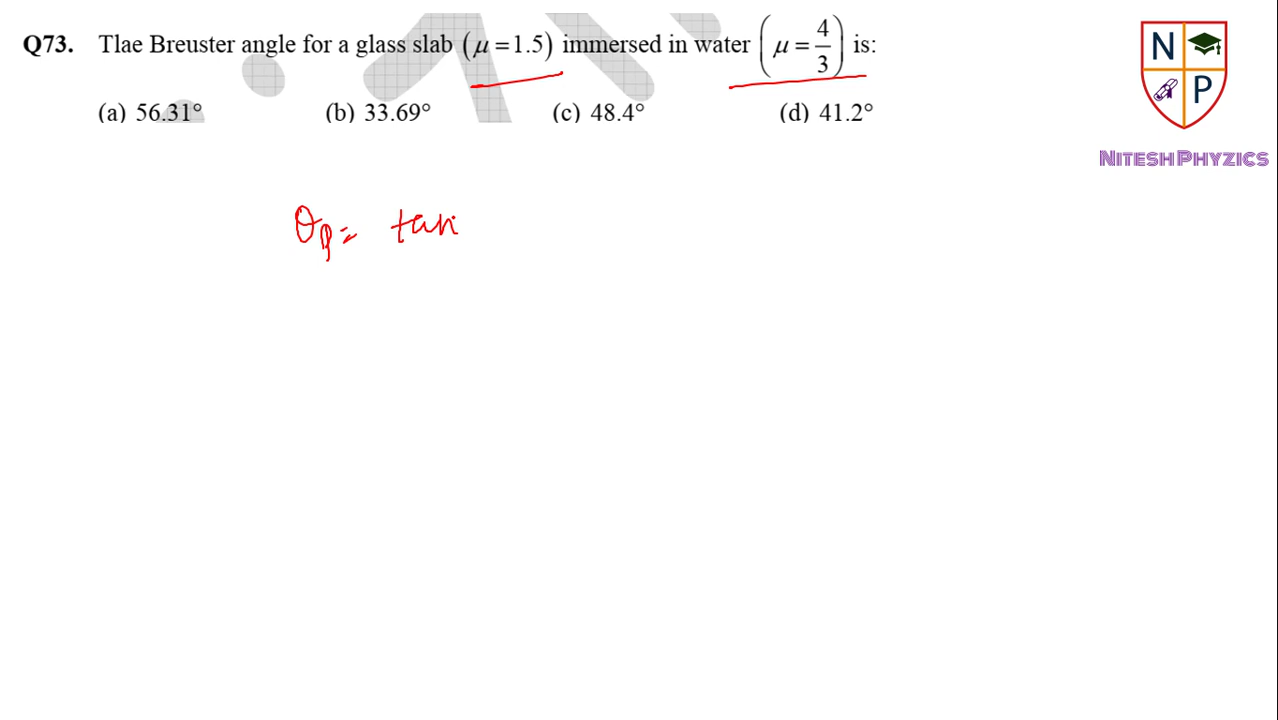 Q73. Tlae Breuster angle for a glass slab (μ = 1.5) immersed in water (μ = 4/3) is:
(a) 56.31° (b) 33.69° (c) 48.4° (d) 41.2°
N P
NITESH PHYZICS
θp = tan